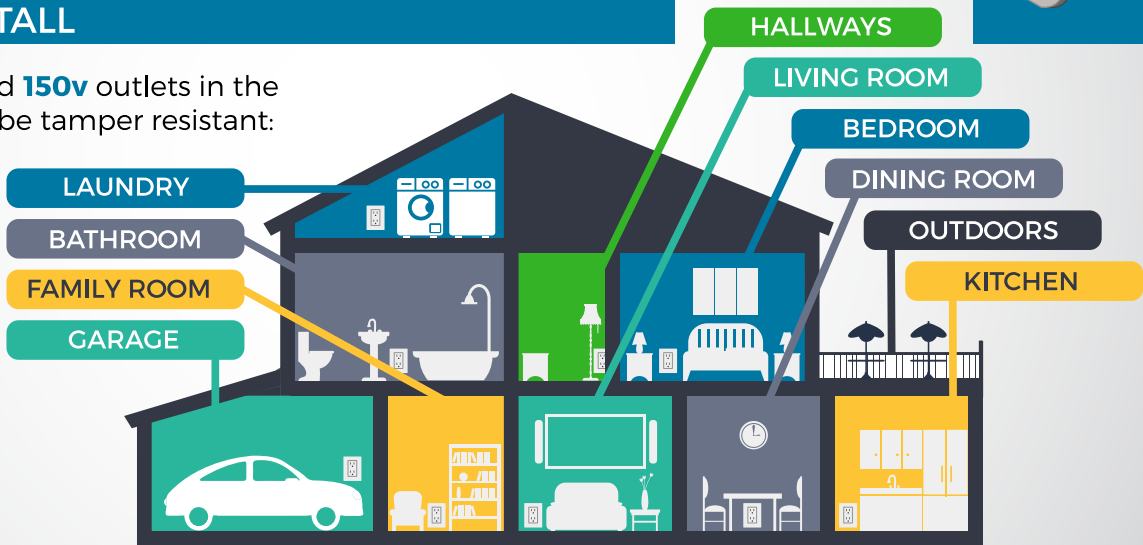 TALL
150v outlets in the
be tamper resistant:
LAUNDRY
BATHROOM
FAMILY ROOM
GARAGE
HALLWAYS
LIVING ROOM
BEDROOM
DINING ROOM
OUTDOORS
KITCHEN